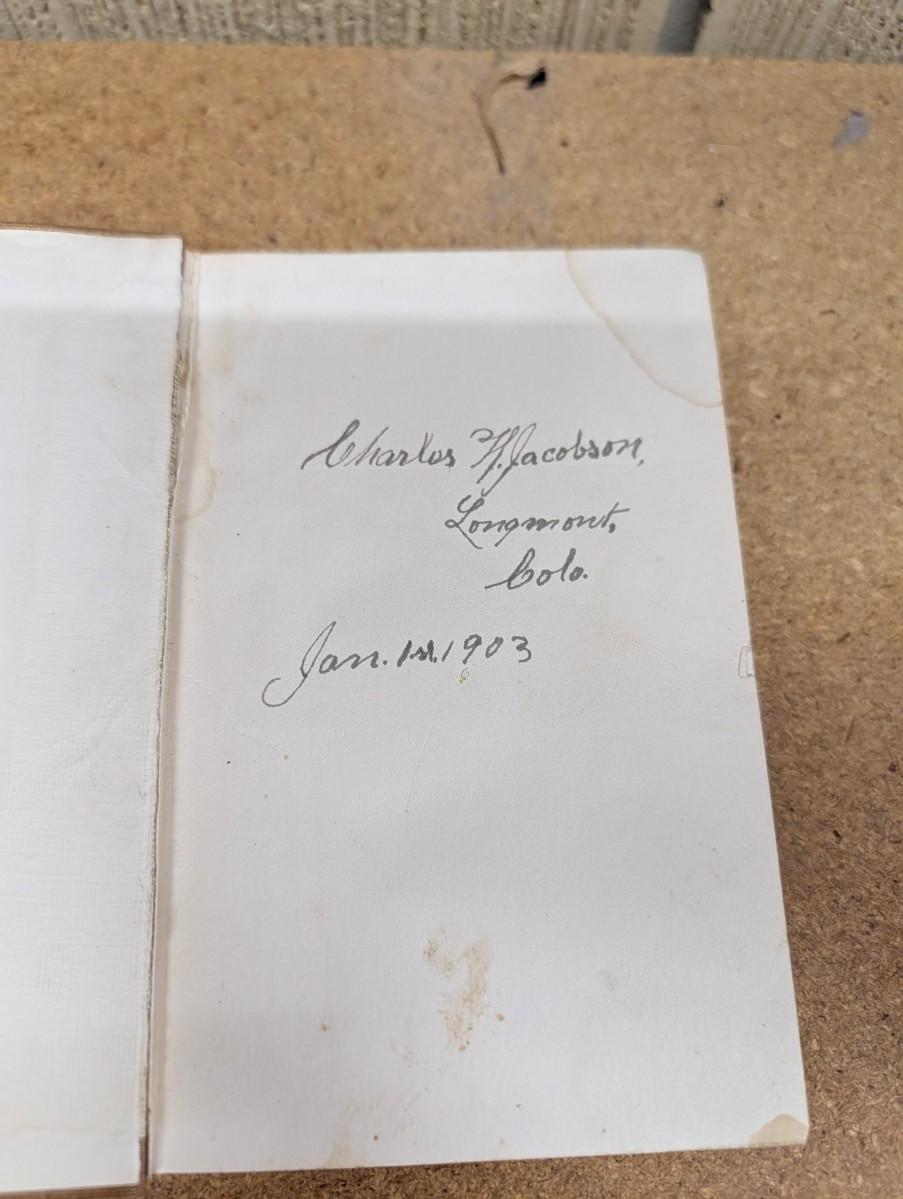 Charles H. Jacobson,
Longmont,
Colo.
Jan. 1st. 1903